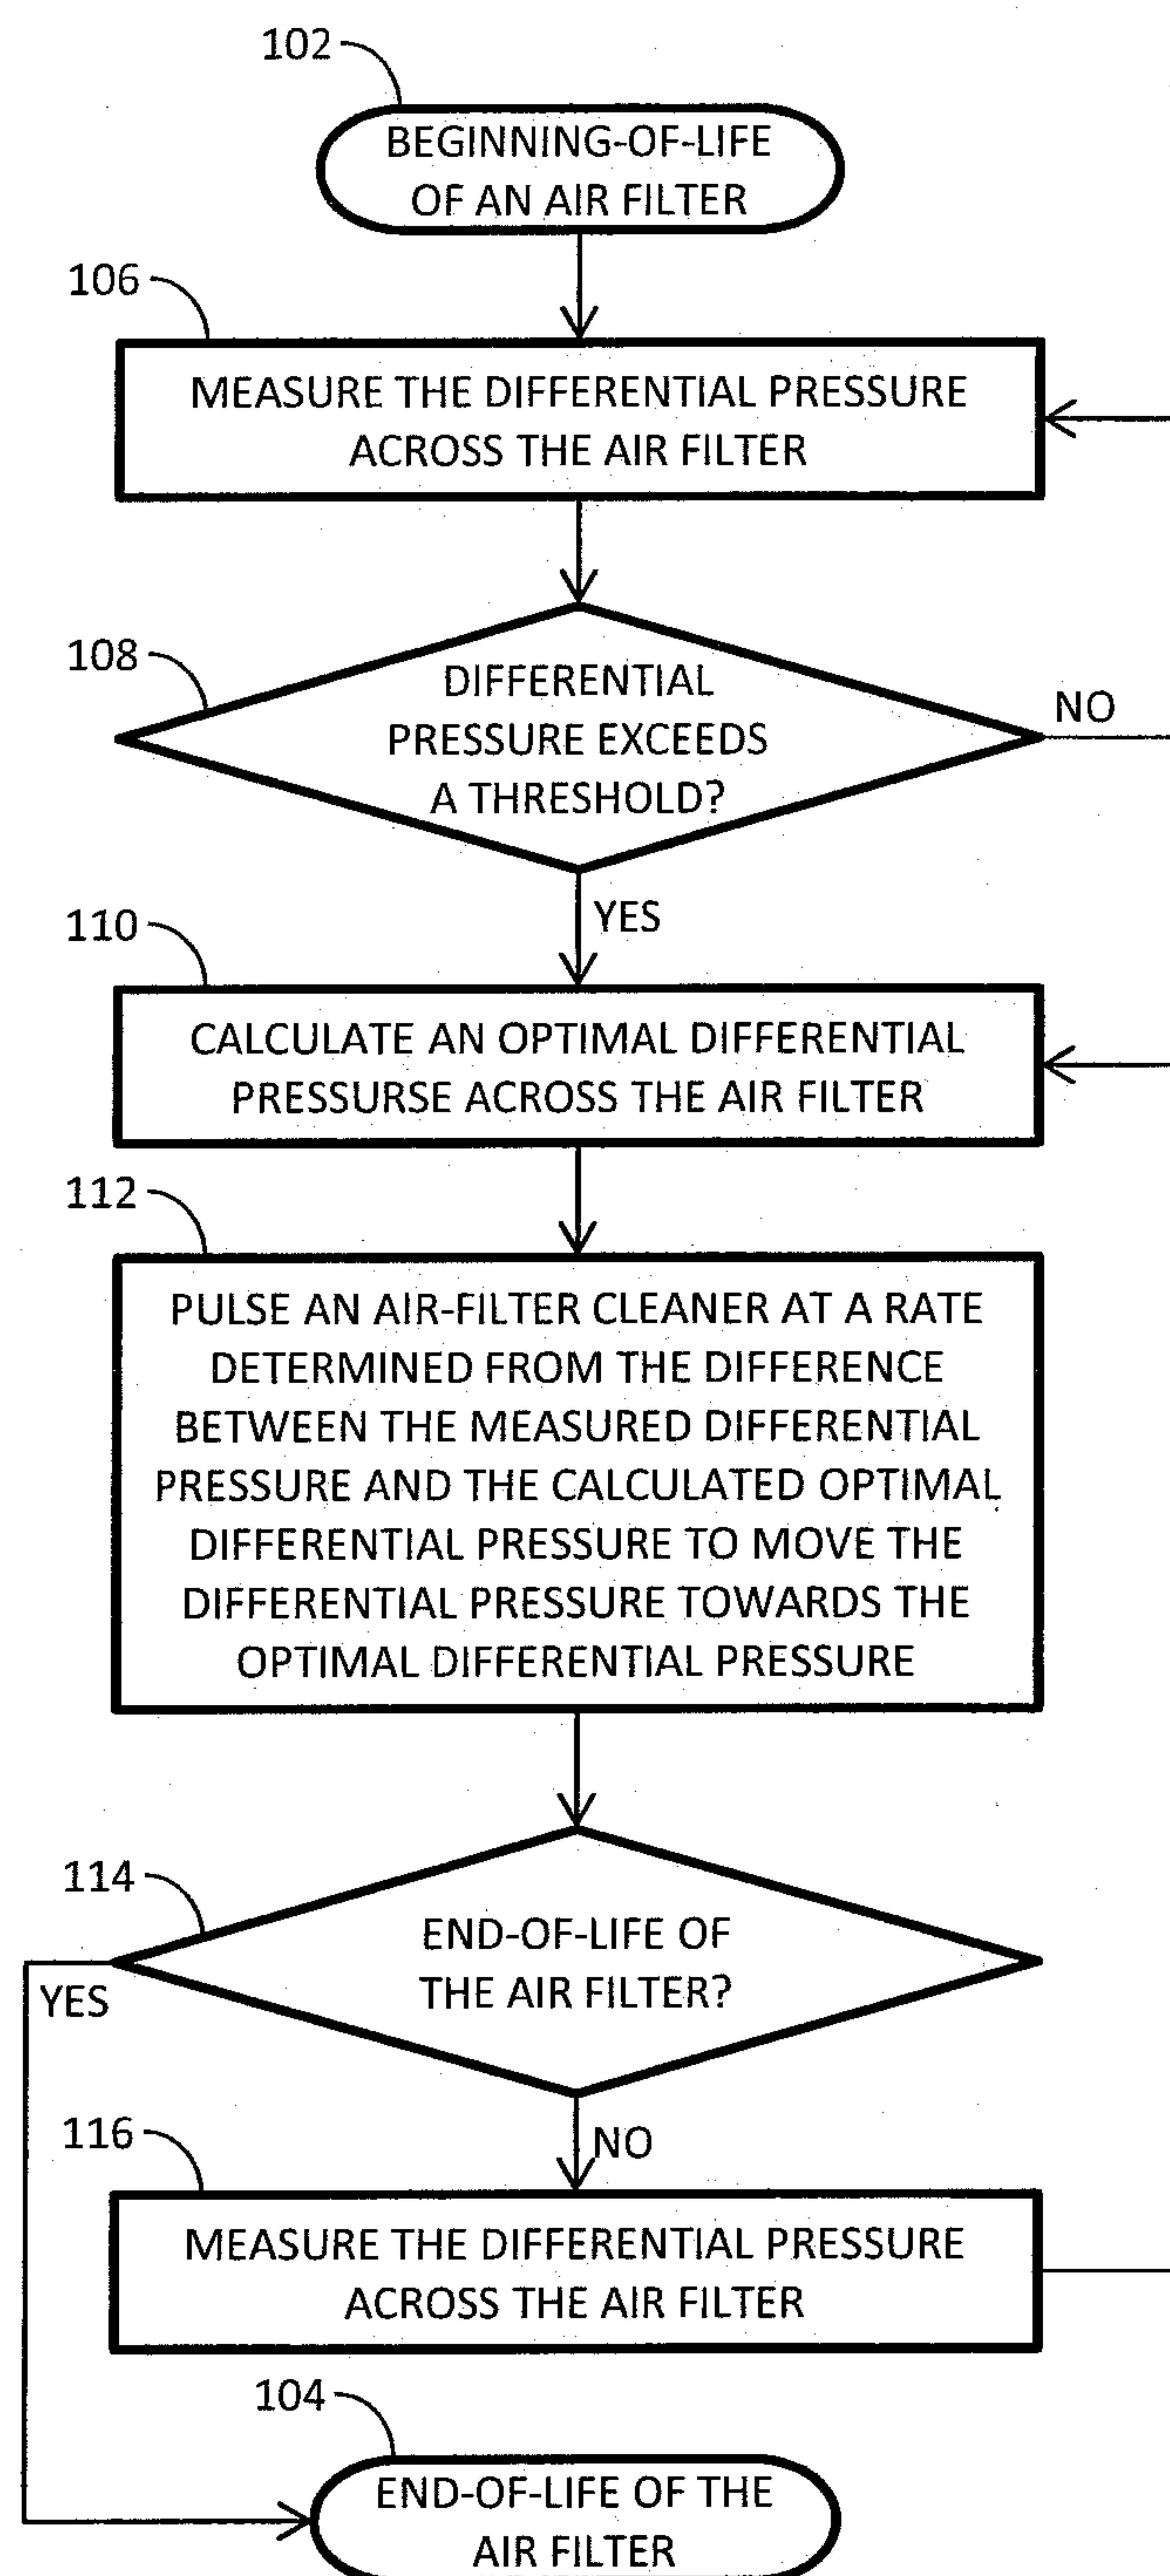 102
BEGINNING-OF-LIFE
OF AN AIR FILTER
106
MEASURE THE DIFFERENTIAL PRESSURE
ACROSS THE AIR FILTER
108
DIFFERENTIAL
PRESSURE EXCEEDS
A THRESHOLD?
NO
YES
110
CALCULATE AN OPTIMAL DIFFERENTIAL
PRESSURSE ACROSS THE AIR FILTER
112
PULSE AN AIR-FILTER CLEANER AT A RATE
DETERMINED FROM THE DIFFERENCE
BETWEEN THE MEASURED DIFFERENTIAL
PRESSURE AND THE CALCULATED OPTIMAL
DIFFERENTIAL PRESSURE TO MOVE THE
DIFFERENTIAL PRESSURE TOWARDS THE
OPTIMAL DIFFERENTIAL PRESSURE
114
END-OF-LIFE OF
THE AIR FILTER?
YES
NO
116
MEASURE THE DIFFERENTIAL PRESSURE
ACROSS THE AIR FILTER
104
END-OF-LIFE OF THE
AIR FILTER